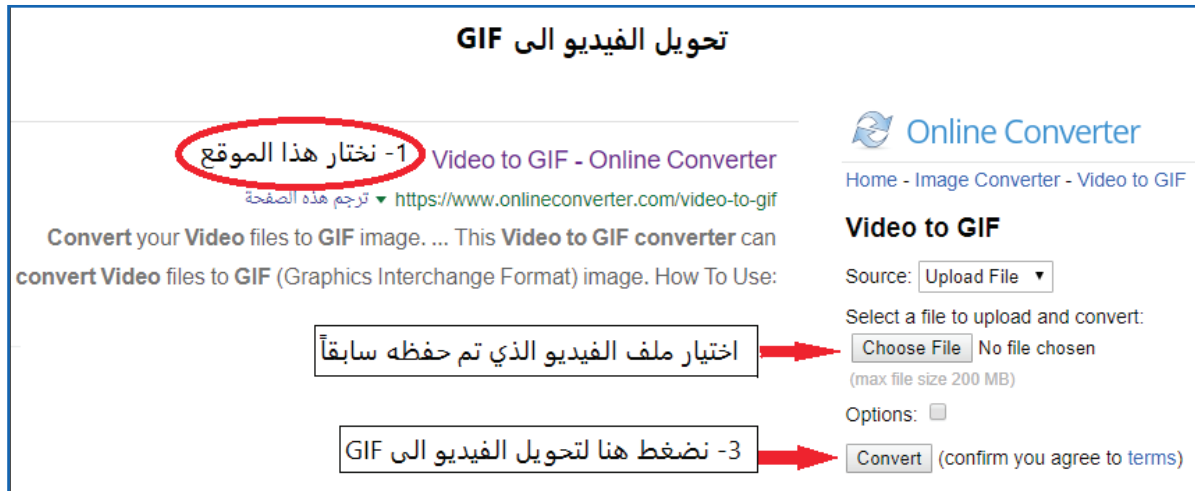 تحويل الفيديو الى GIF
1- نختار هذا الموقع
Video to GIF - Online Converter
https://www.onlineconverter.com/video-to-gif ▼ ترجم هذه الصفحة
Convert your Video files to GIF image. ... This Video to GIF converter can
convert Video files to GIF (Graphics Interchange Format) image. How To Use:
اختيار ملف الفيديو الذي تم حفظه سابقاً
3- نضغط هنا لتحويل الفيديو الى GIF
Online Converter
Home - Image Converter - Video to GIF
Video to GIF
Source: Upload File ▼
Select a file to upload and convert:
Choose File No file chosen
(max file size 200 MB)
Options:
Convert (confirm you agree to terms)